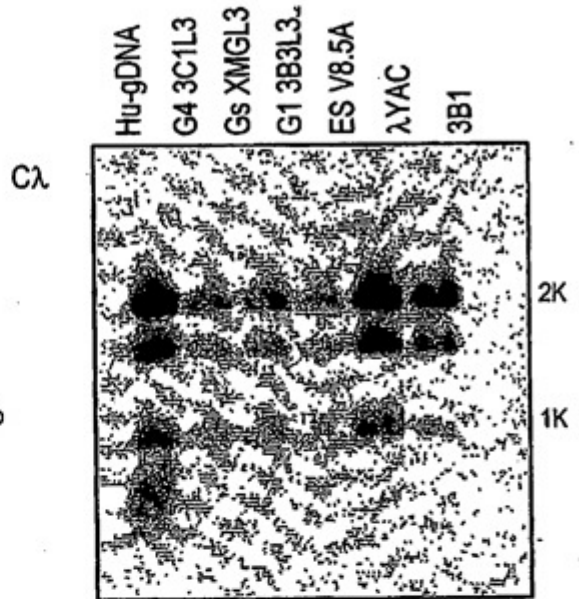 Hu-gDNA
G4 3C1L3
Gs XMGL3
G1 3B3L3
ES V8.5A
λYAC
3B1
Cλ
2K
1K